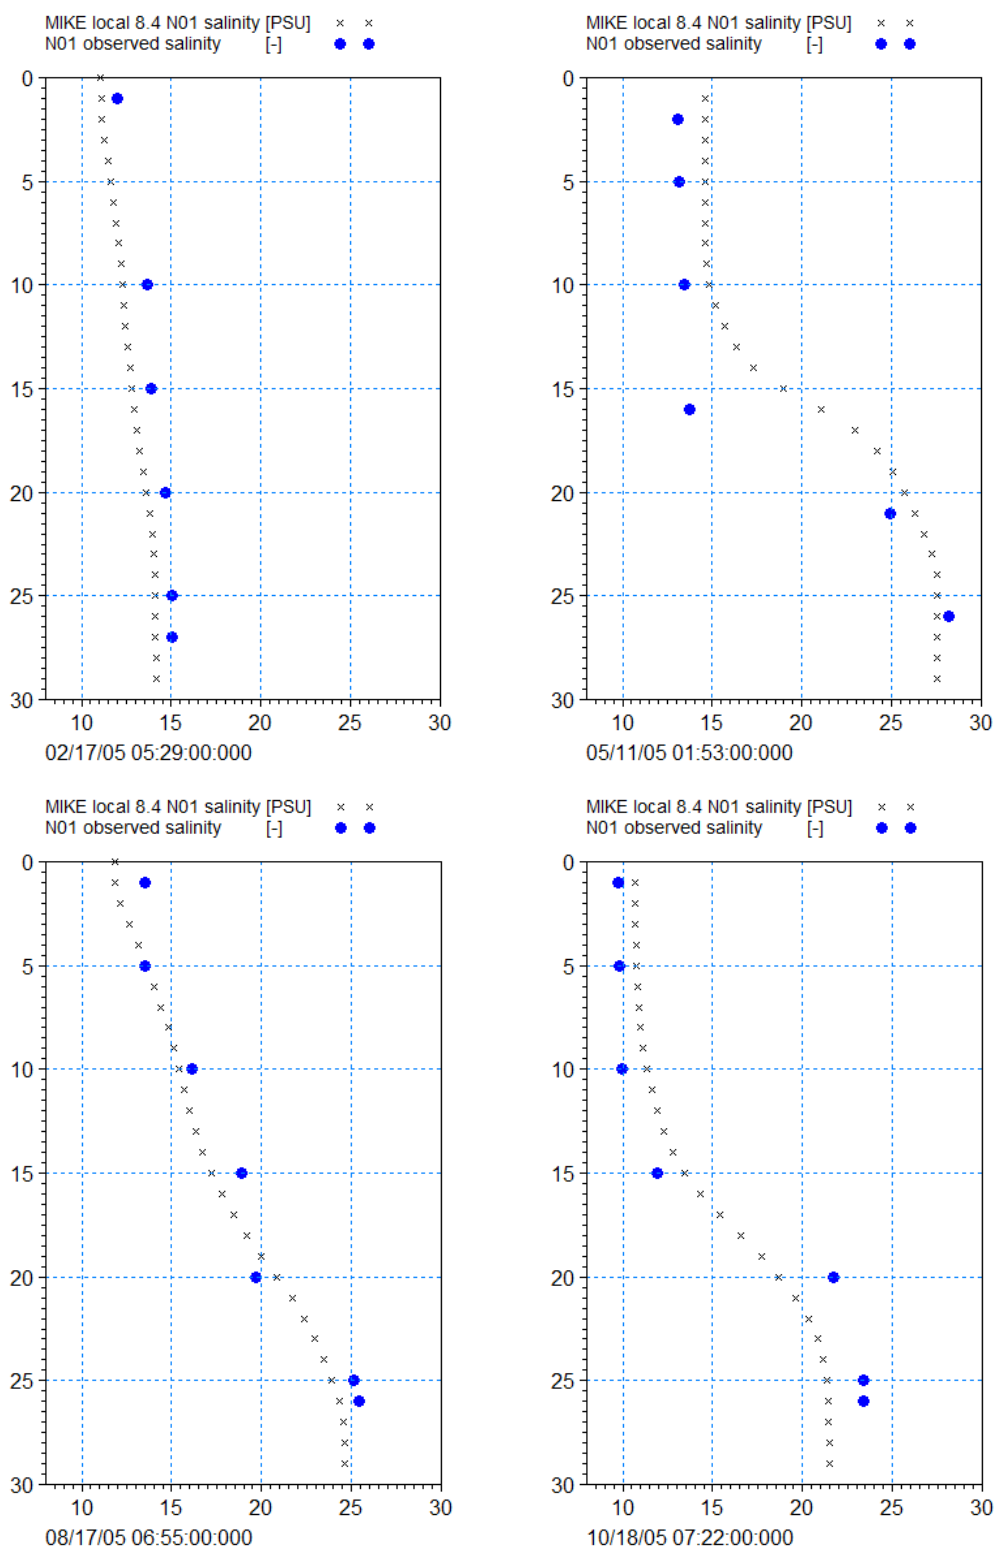 MIKE local 8.4 N01 salinity [PSU]
N01 observed salinity [-]
0
5
10
15
20
25
30
10 15 20 25 30
02/17/05 05:29:00:000
MIKE local 8.4 N01 salinity [PSU]
N01 observed salinity [-]
0
5
10
15
20
25
30
10 15 20 25 30
05/11/05 01:53:00:000
MIKE local 8.4 N01 salinity [PSU]
N01 observed salinity [-]
0
5
10
15
20
25
30
10 15 20 25 30
08/17/05 06:55:00:000
MIKE local 8.4 N01 salinity [PSU]
N01 observed salinity [-]
0
5
10
15
20
25
30
10 15 20 25 30
10/18/05 07:22:00:000